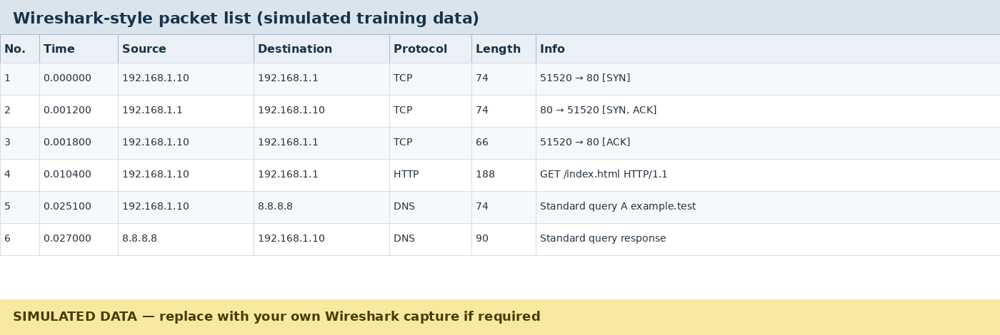 Wireshark-style packet list (simulated training data)
No. Time Source Destination Protocol Length Info
1 0.000000 192.168.1.10 192.168.1.1 TCP 74 51520 → 80 [SYN]
2 0.001200 192.168.1.1 192.168.1.10 TCP 74 80 → 51520 [SYN, ACK]
3 0.001800 192.168.1.10 192.168.1.1 TCP 66 51520 → 80 [ACK]
4 0.010400 192.168.1.10 192.168.1.1 HTTP 188 GET /index.html HTTP/1.1
5 0.025100 192.168.1.10 8.8.8.8 DNS 74 Standard query A example.test
6 0.027000 8.8.8.8 192.168.1.10 DNS 90 Standard query response
SIMULATED DATA — replace with your own Wireshark capture if required